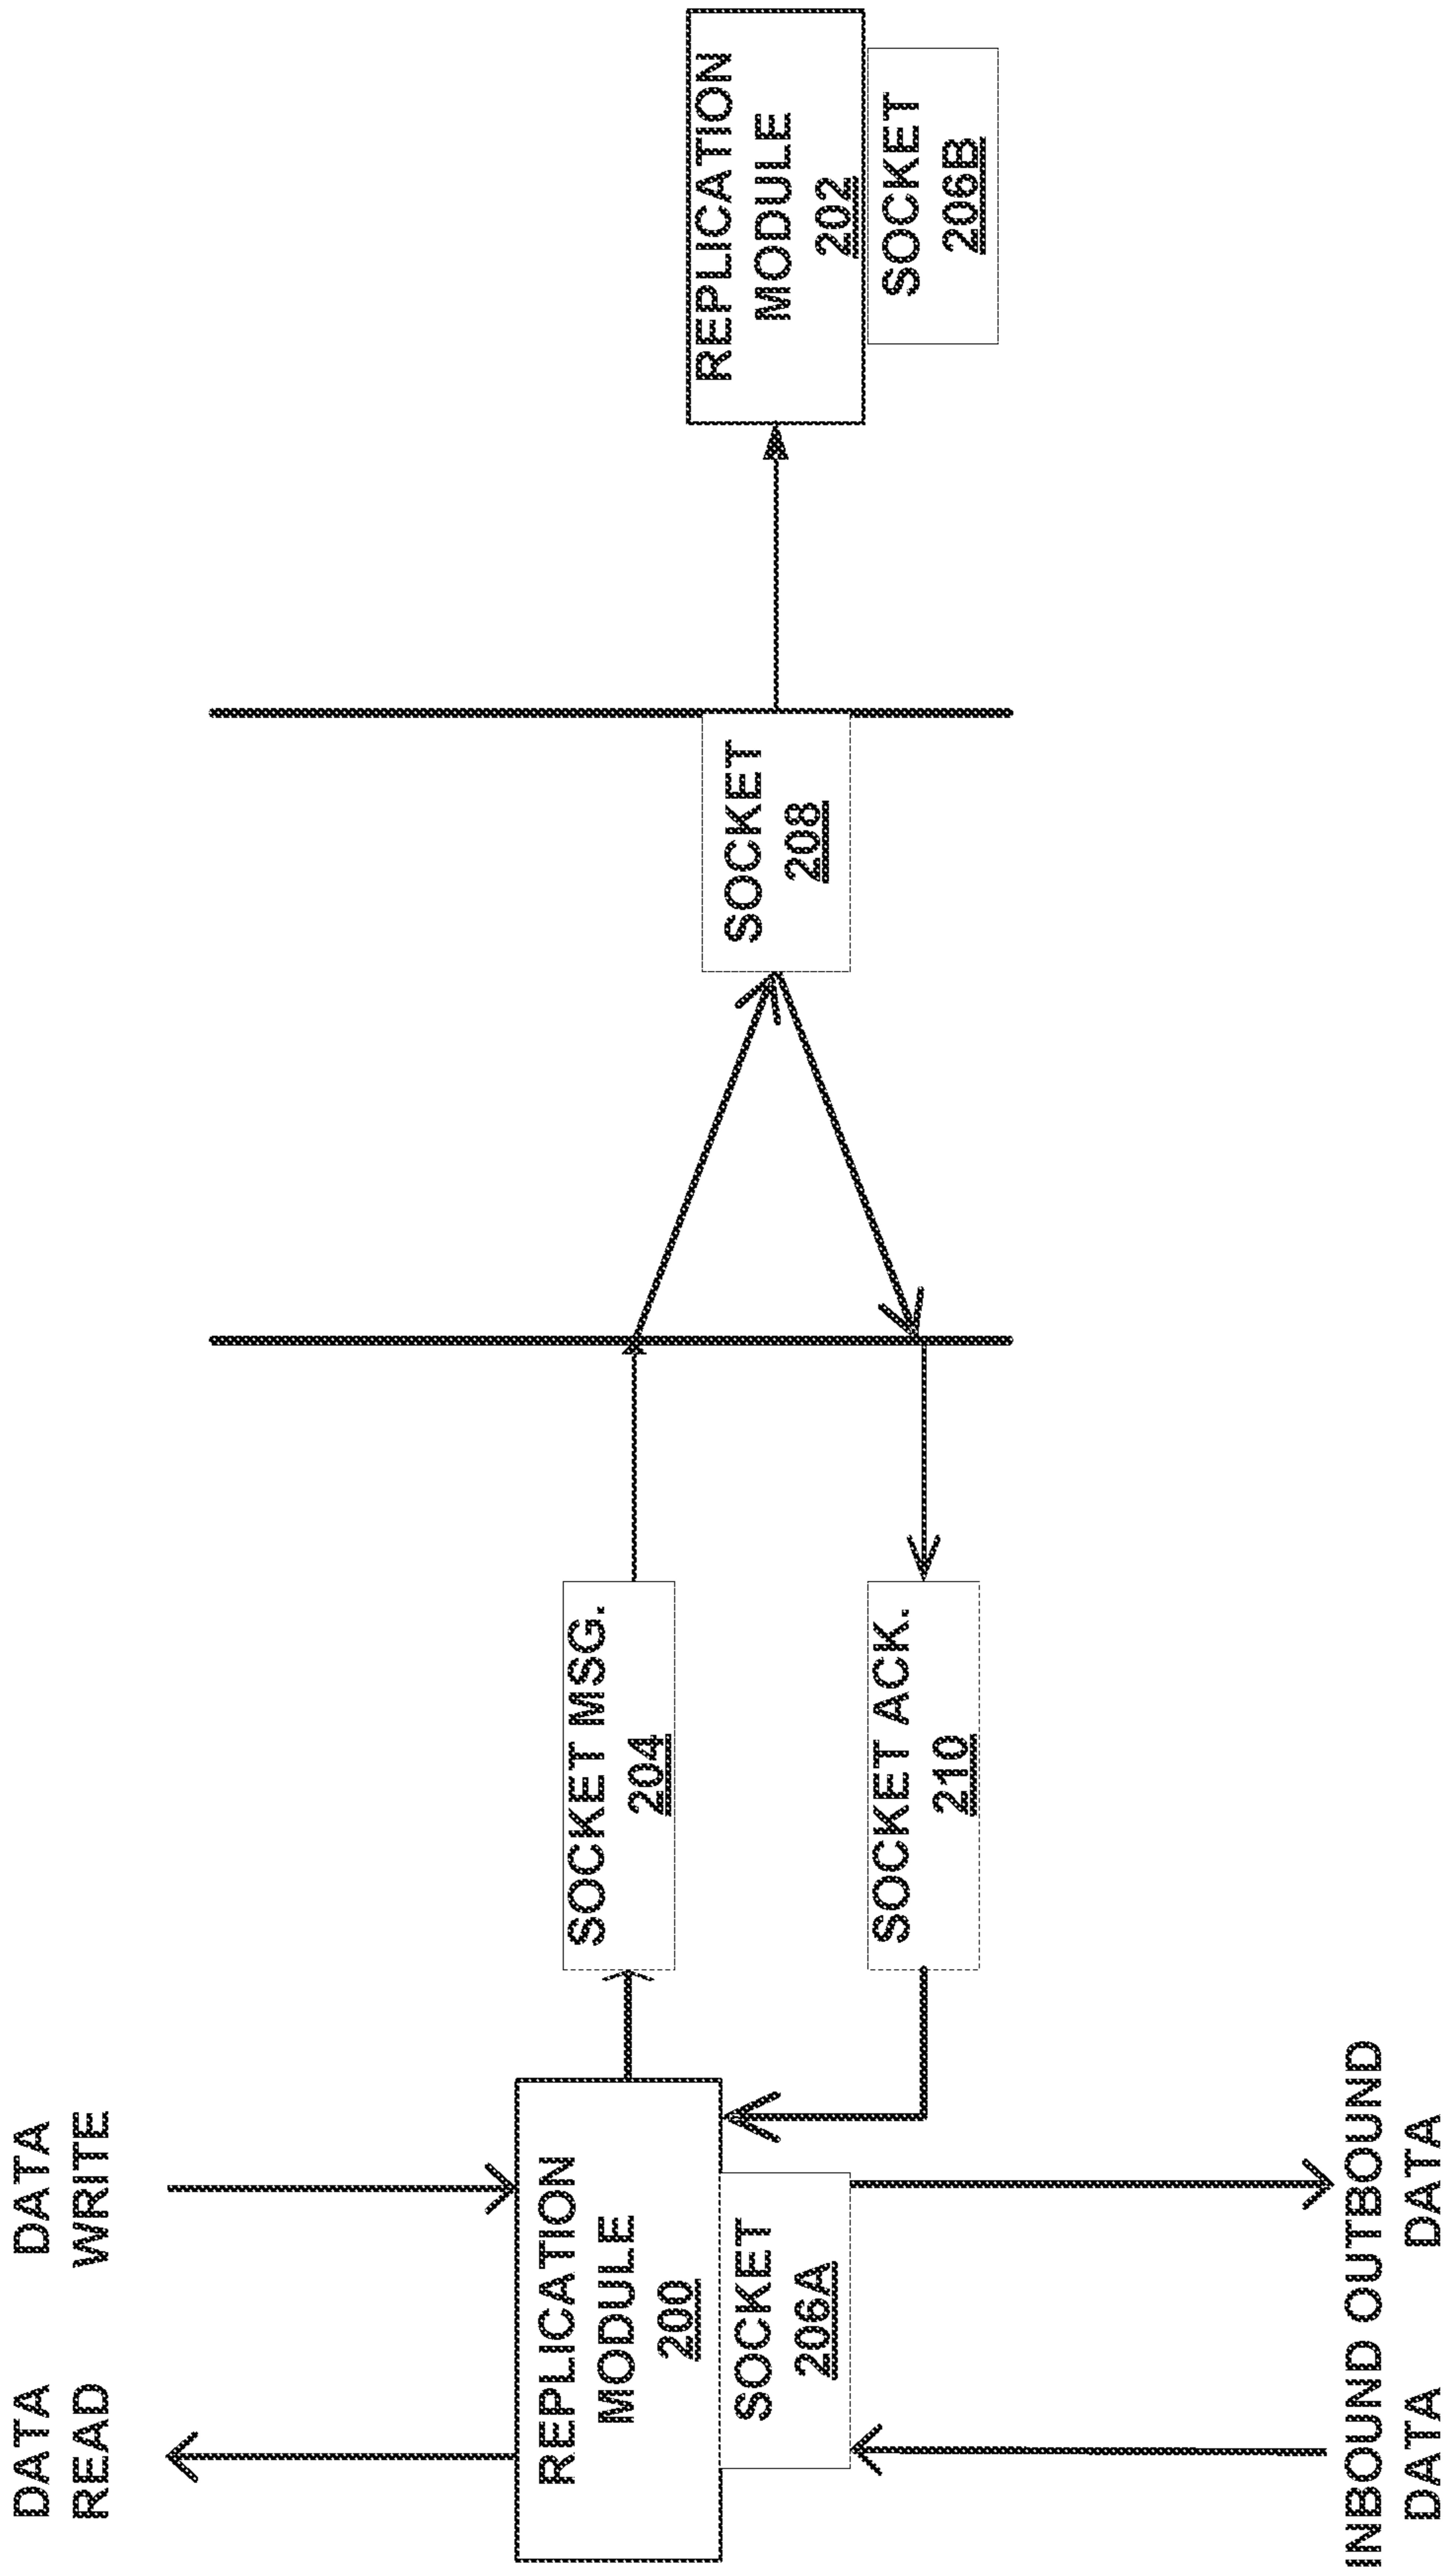 DATA
READ
DATA
WRITE
REPLICATION
MODULE
200
SOCKET
206A
SOCKET MSG.
204
SOCKET ACK.
210
SOCKET
208
REPLICATION
MODULE
202
SOCKET
206B
INBOUND OUTBOUND
DATA
DATA